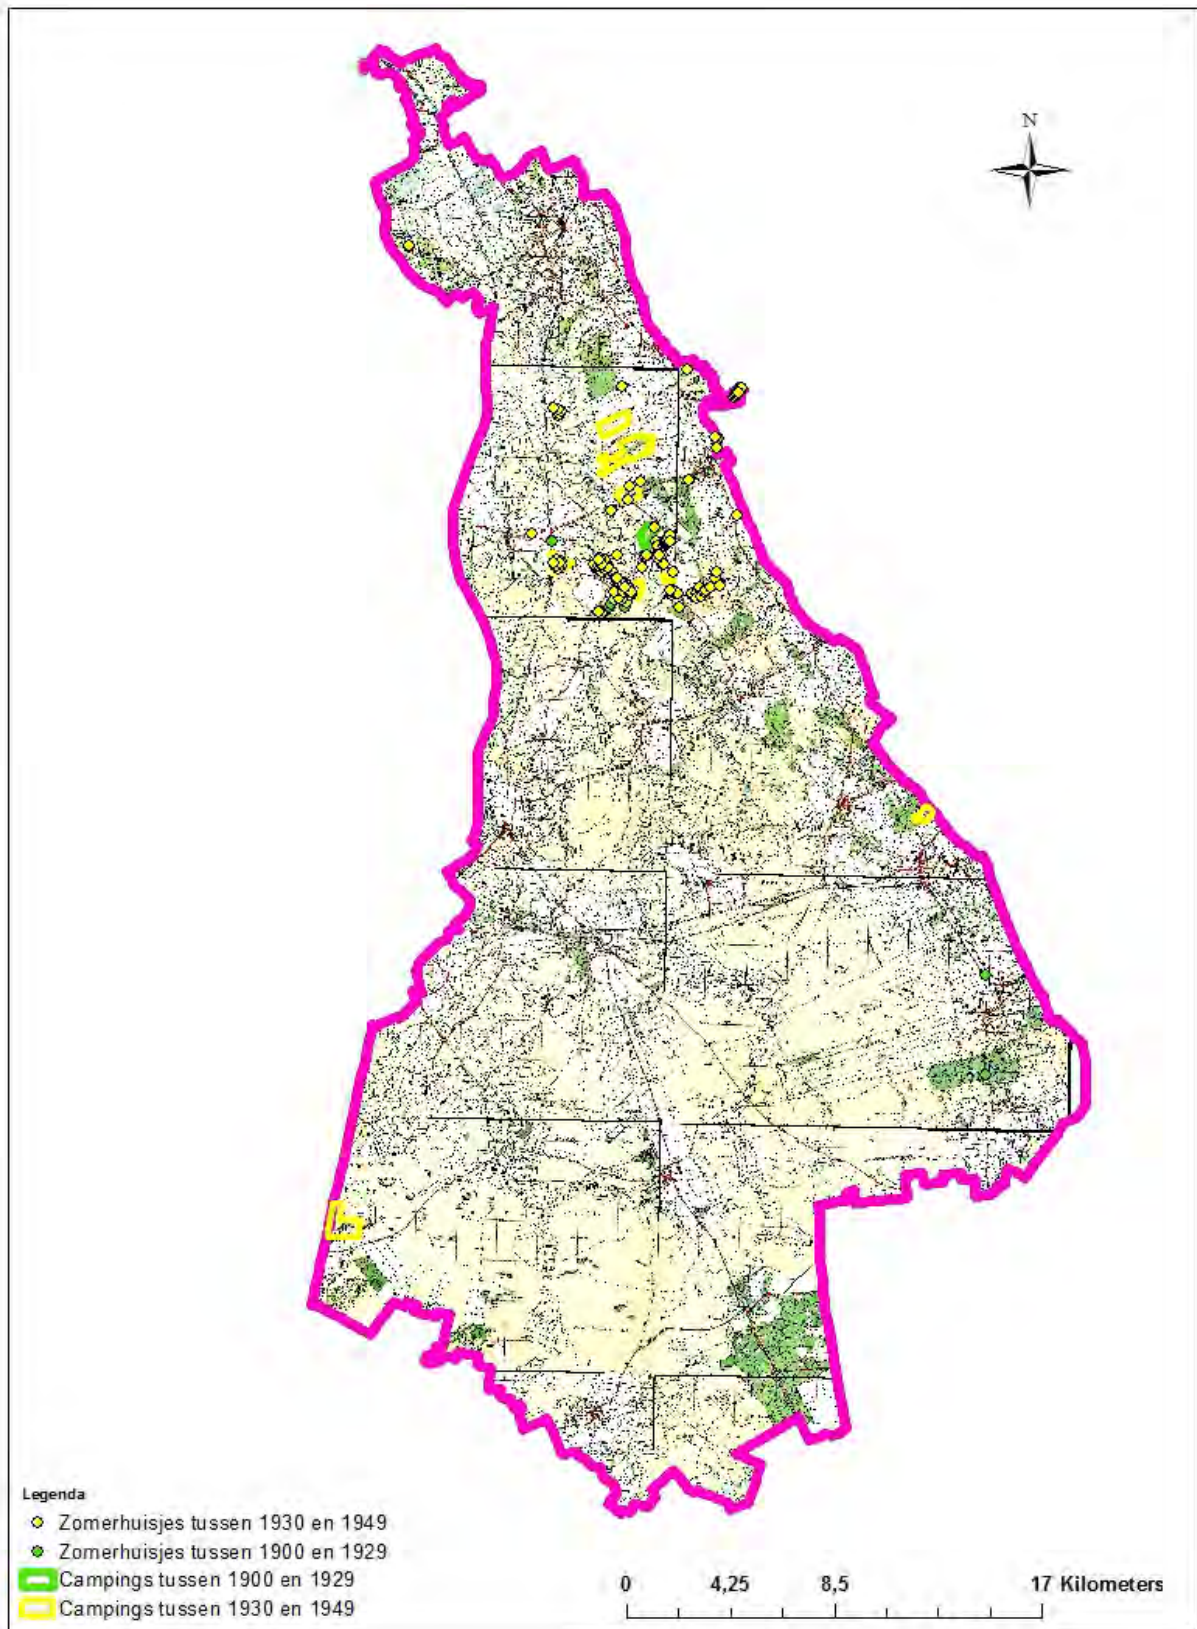 N
Legenda
Zomerhuisjes tussen 1930 en 1949
Zomerhuisjes tussen 1900 en 1929
Campings tussen 1900 en 1929
Campings tussen 1930 en 1949
0 4,25 8,5 17 Kilometers